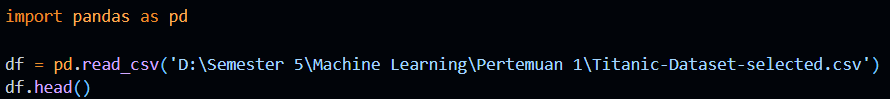 import pandas as pd
df = pd.read_csv('D:\Semester 5\Machine Learning\Pertemuan 1\Titanic-Dataset-selected.csv')
df.head()